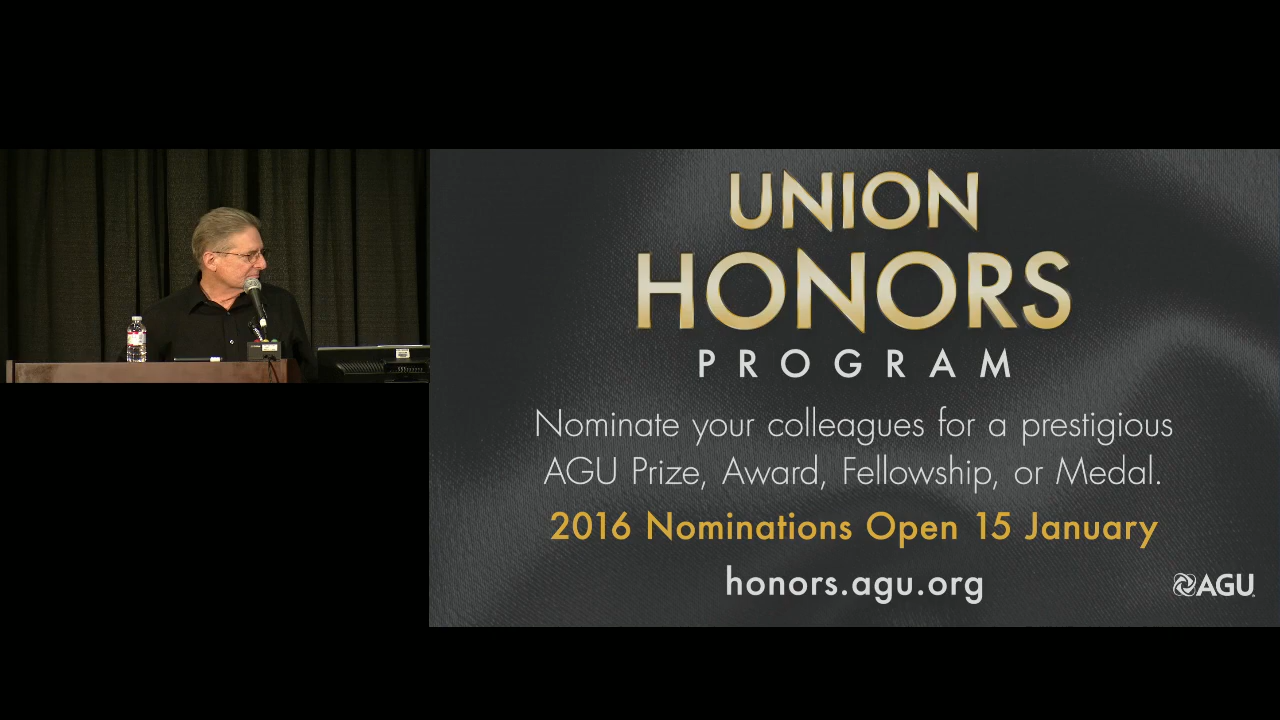 UNION
HONORS
PROGRAM
Nominate your colleagues for a prestigious
AGU Prize, Award, Fellowship, or Medal.
2016 Nominations Open 15 January
honors.agu.org
AGU